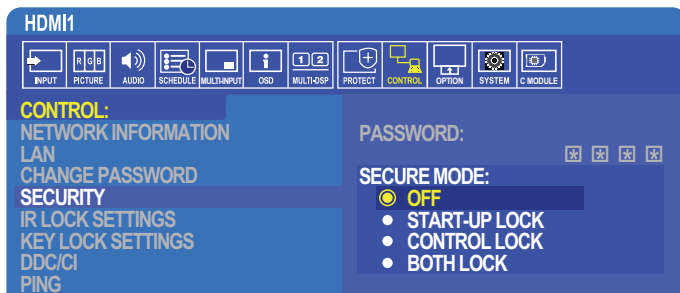 HDMI1
R G B
1 2
INPUT PICTURE AUDIO SCHEDULE MULTI-INPUT OSD MULTI-DSP PROTECT CONTROL OPTION SYSTEM C MODULE
CONTROL:
NETWORK INFORMATION
LAN
CHANGE PASSWORD
SECURITY
IR LOCK SETTINGS
KEY LOCK SETTINGS
DDC/CI
PING
PASSWORD:
* * * *
SECURE MODE:
OFF
START-UP LOCK
CONTROL LOCK
BOTH LOCK